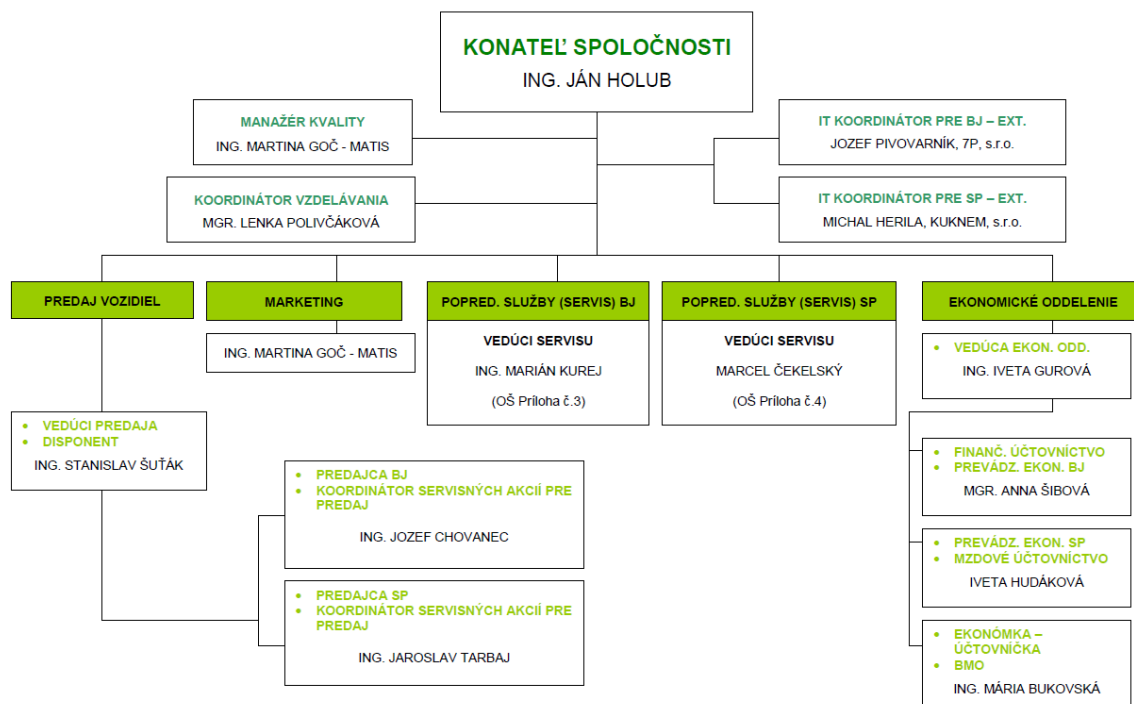 KONATEĽ SPOLOČNOSTI
ING. JÁN HOLUB
MANAŽÉR KVALITY
ING. MARTINA GOČ - MATIS
IT KOORDINÁTOR PRE BJ – EXT.
JOZEF PIVOVARNÍK, 7P, s.r.o.
KOORDINÁTOR VZDELÁVANIA
MGR. LENKA POLIVČÁKOVÁ
IT KOORDINÁTOR PRE SP – EXT.
MICHAL HERILA, KUKNEM, s.r.o.
PREDAJ VOZIDIEL
MARKETING
POPRED. SLUŽBY (SERVIS) BJ
POPRED. SLUŽBY (SERVIS) SP
EKONOMICKÉ ODDELENIE
ING. MARTINA GOČ - MATIS
VEDÚCI SERVISU
ING. MARIÁN KUREJ
(OŠ Príloha č.3)
VEDÚCI SERVISU
MARCEL ČEKELSKÝ
(OŠ Príloha č.4)
• VEDÚCA EKON. ODD.
ING. IVETA GUROVÁ
• VEDÚCI PREDAJA
• DISPONENT
ING. STANISLAV ŠUŤÁK
• PREDAJCA BJ
• KOORDINÁTOR SERVISNÝCH AKCIÍ PRE
PREDAJ
ING. JOZEF CHOVANEC
• PREDAJCA SP
• KOORDINÁTOR SERVISNÝCH AKCIÍ PRE
PREDAJ
ING. JAROSLAV TARBAJ
• FINANČ. ÚČTOVNÍCTVO
• PREVÁDZ. EKON. BJ
MGR. ANNA ŠIBOVÁ
• PREVÁDZ. EKON. SP
• MZDOVÉ ÚČTOVNÍCTVO
IVETA HUDÁKOVÁ
• EKONÓMKA –
ÚČTOVNÍČKA
• BMO
ING. MÁRIA BUKOVSKÁ